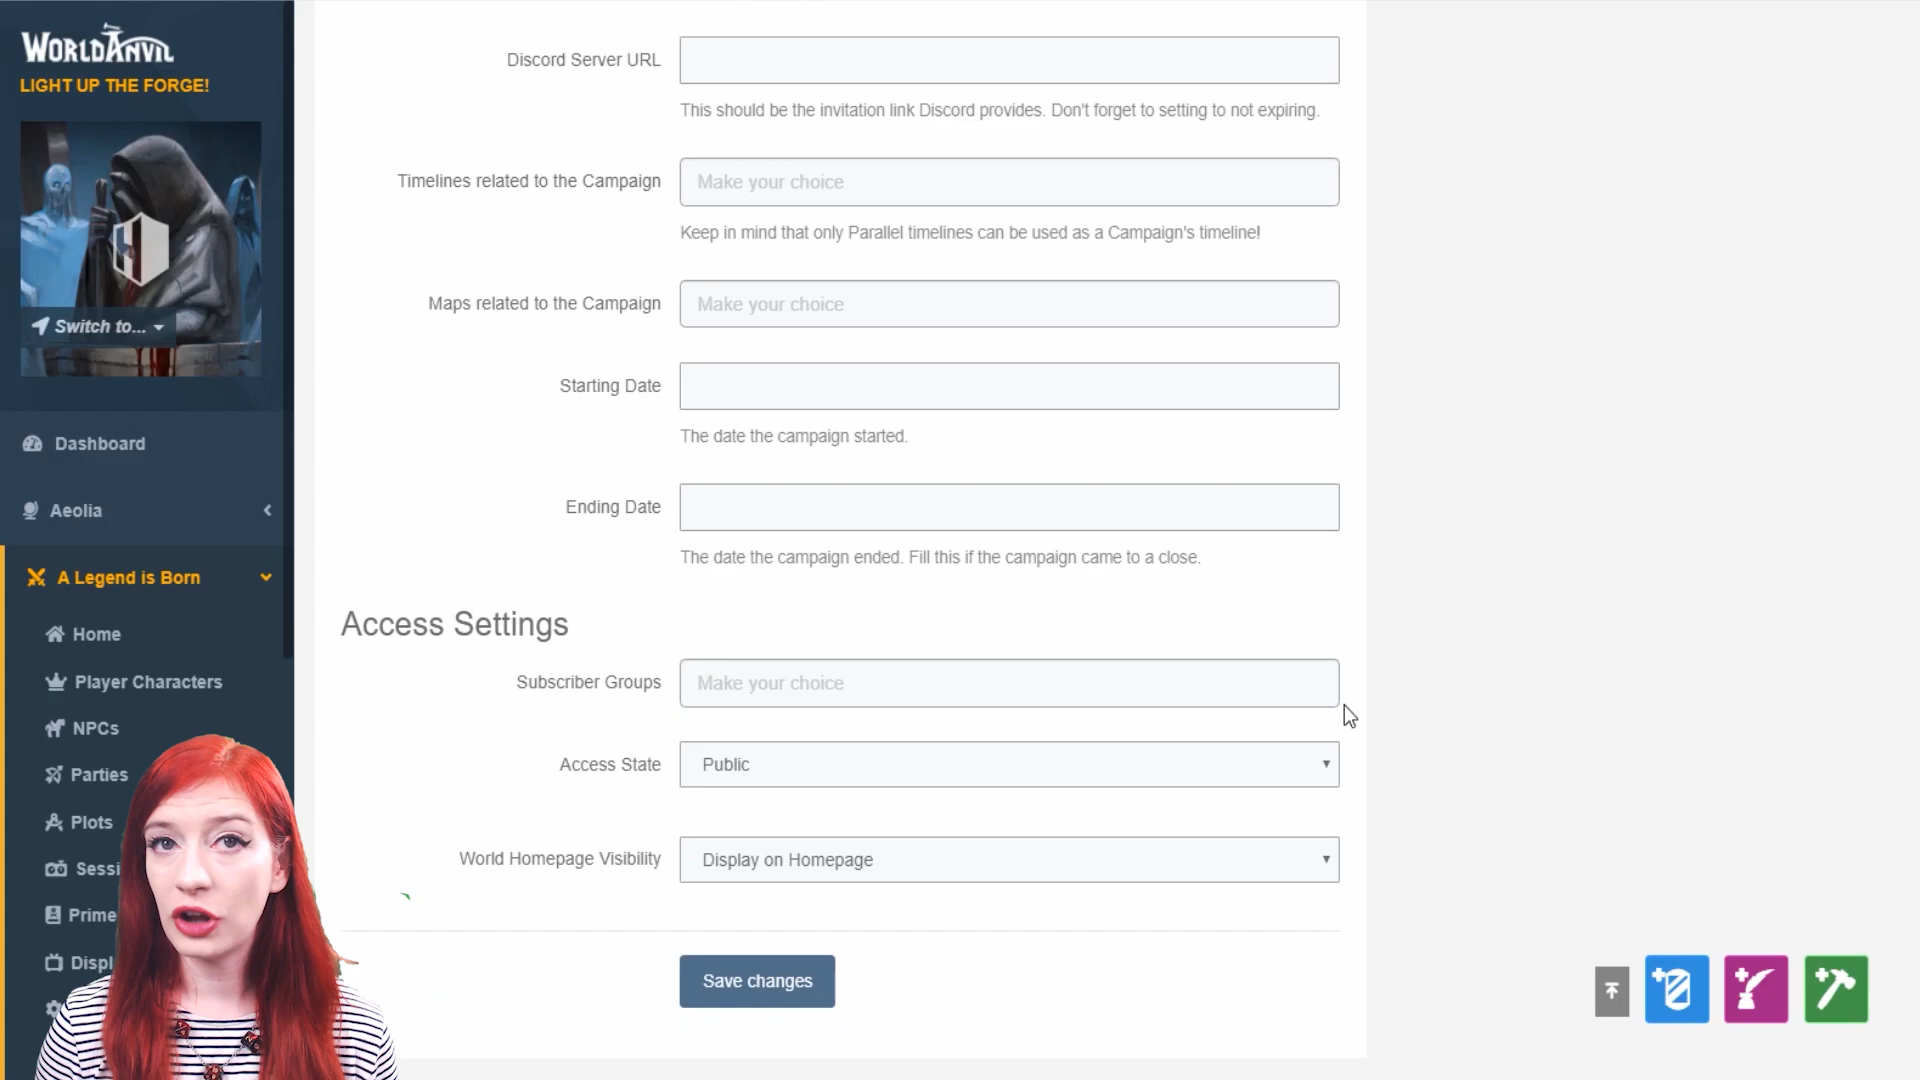 WORLDANVIL
LIGHT UP THE FORGE!
Switch to...
Dashboard
Aeolia
A Legend is Born
Home
Player Characters
NPCs
Parties
Plots
Sessi
Prime
Displ
Discord Server URL
This should be the invitation link Discord provides. Don't forget to setting to not expiring.
Timelines related to the Campaign
Make your choice
Keep in mind that only Parallel timelines can be used as a Campaign's timeline!
Maps related to the Campaign
Make your choice
Starting Date
The date the campaign started.
Ending Date
The date the campaign ended. Fill this if the campaign came to a close.
Access Settings
Subscriber Groups
Make your choice
Access State
Public
World Homepage Visibility
Display on Homepage
Save changes